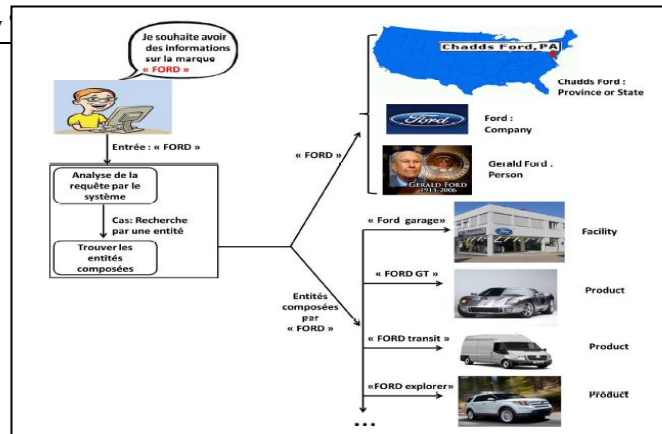 Je souhaite avoir
des informations
sur la marque
« FORD »
Entrée : « FORD »
Analyse de la
requête par le
système
Cas: Recherche
par une entité
Trouver les
entités
composées
« FORD »
Chadds Ford, PA
Chadds Ford :
Province or State
Ford
Ford :
Company
GERALD FORD
1913-2006
Gerald Ford .
Person
Entités
composées
par
« FORD »
« Ford garage»
Facility
« FORD GT »
Product
« FORD transit »
Product
«FORD explorer»
Product
...